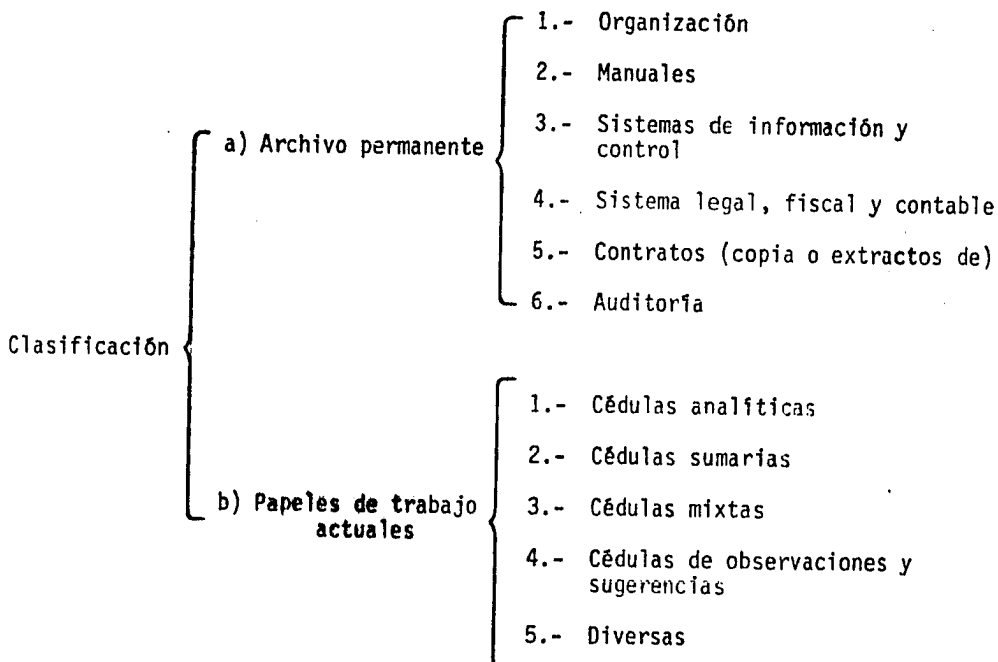 1.- Organización
2.- Manuales
3.- Sistemas de información y
control
a) Archivo permanente
4.- Sistema legal, fiscal y contable
5.- Contratos (copia o extractos de)
6.- Auditoría
Clasificación
1.- Cédulas analíticas
2.- Cédulas sumarias
b) Papeles de trabajo
actuales
3.- Cédulas mixtas
4.- Cédulas de observaciones y
sugerencias
5.- Diversas